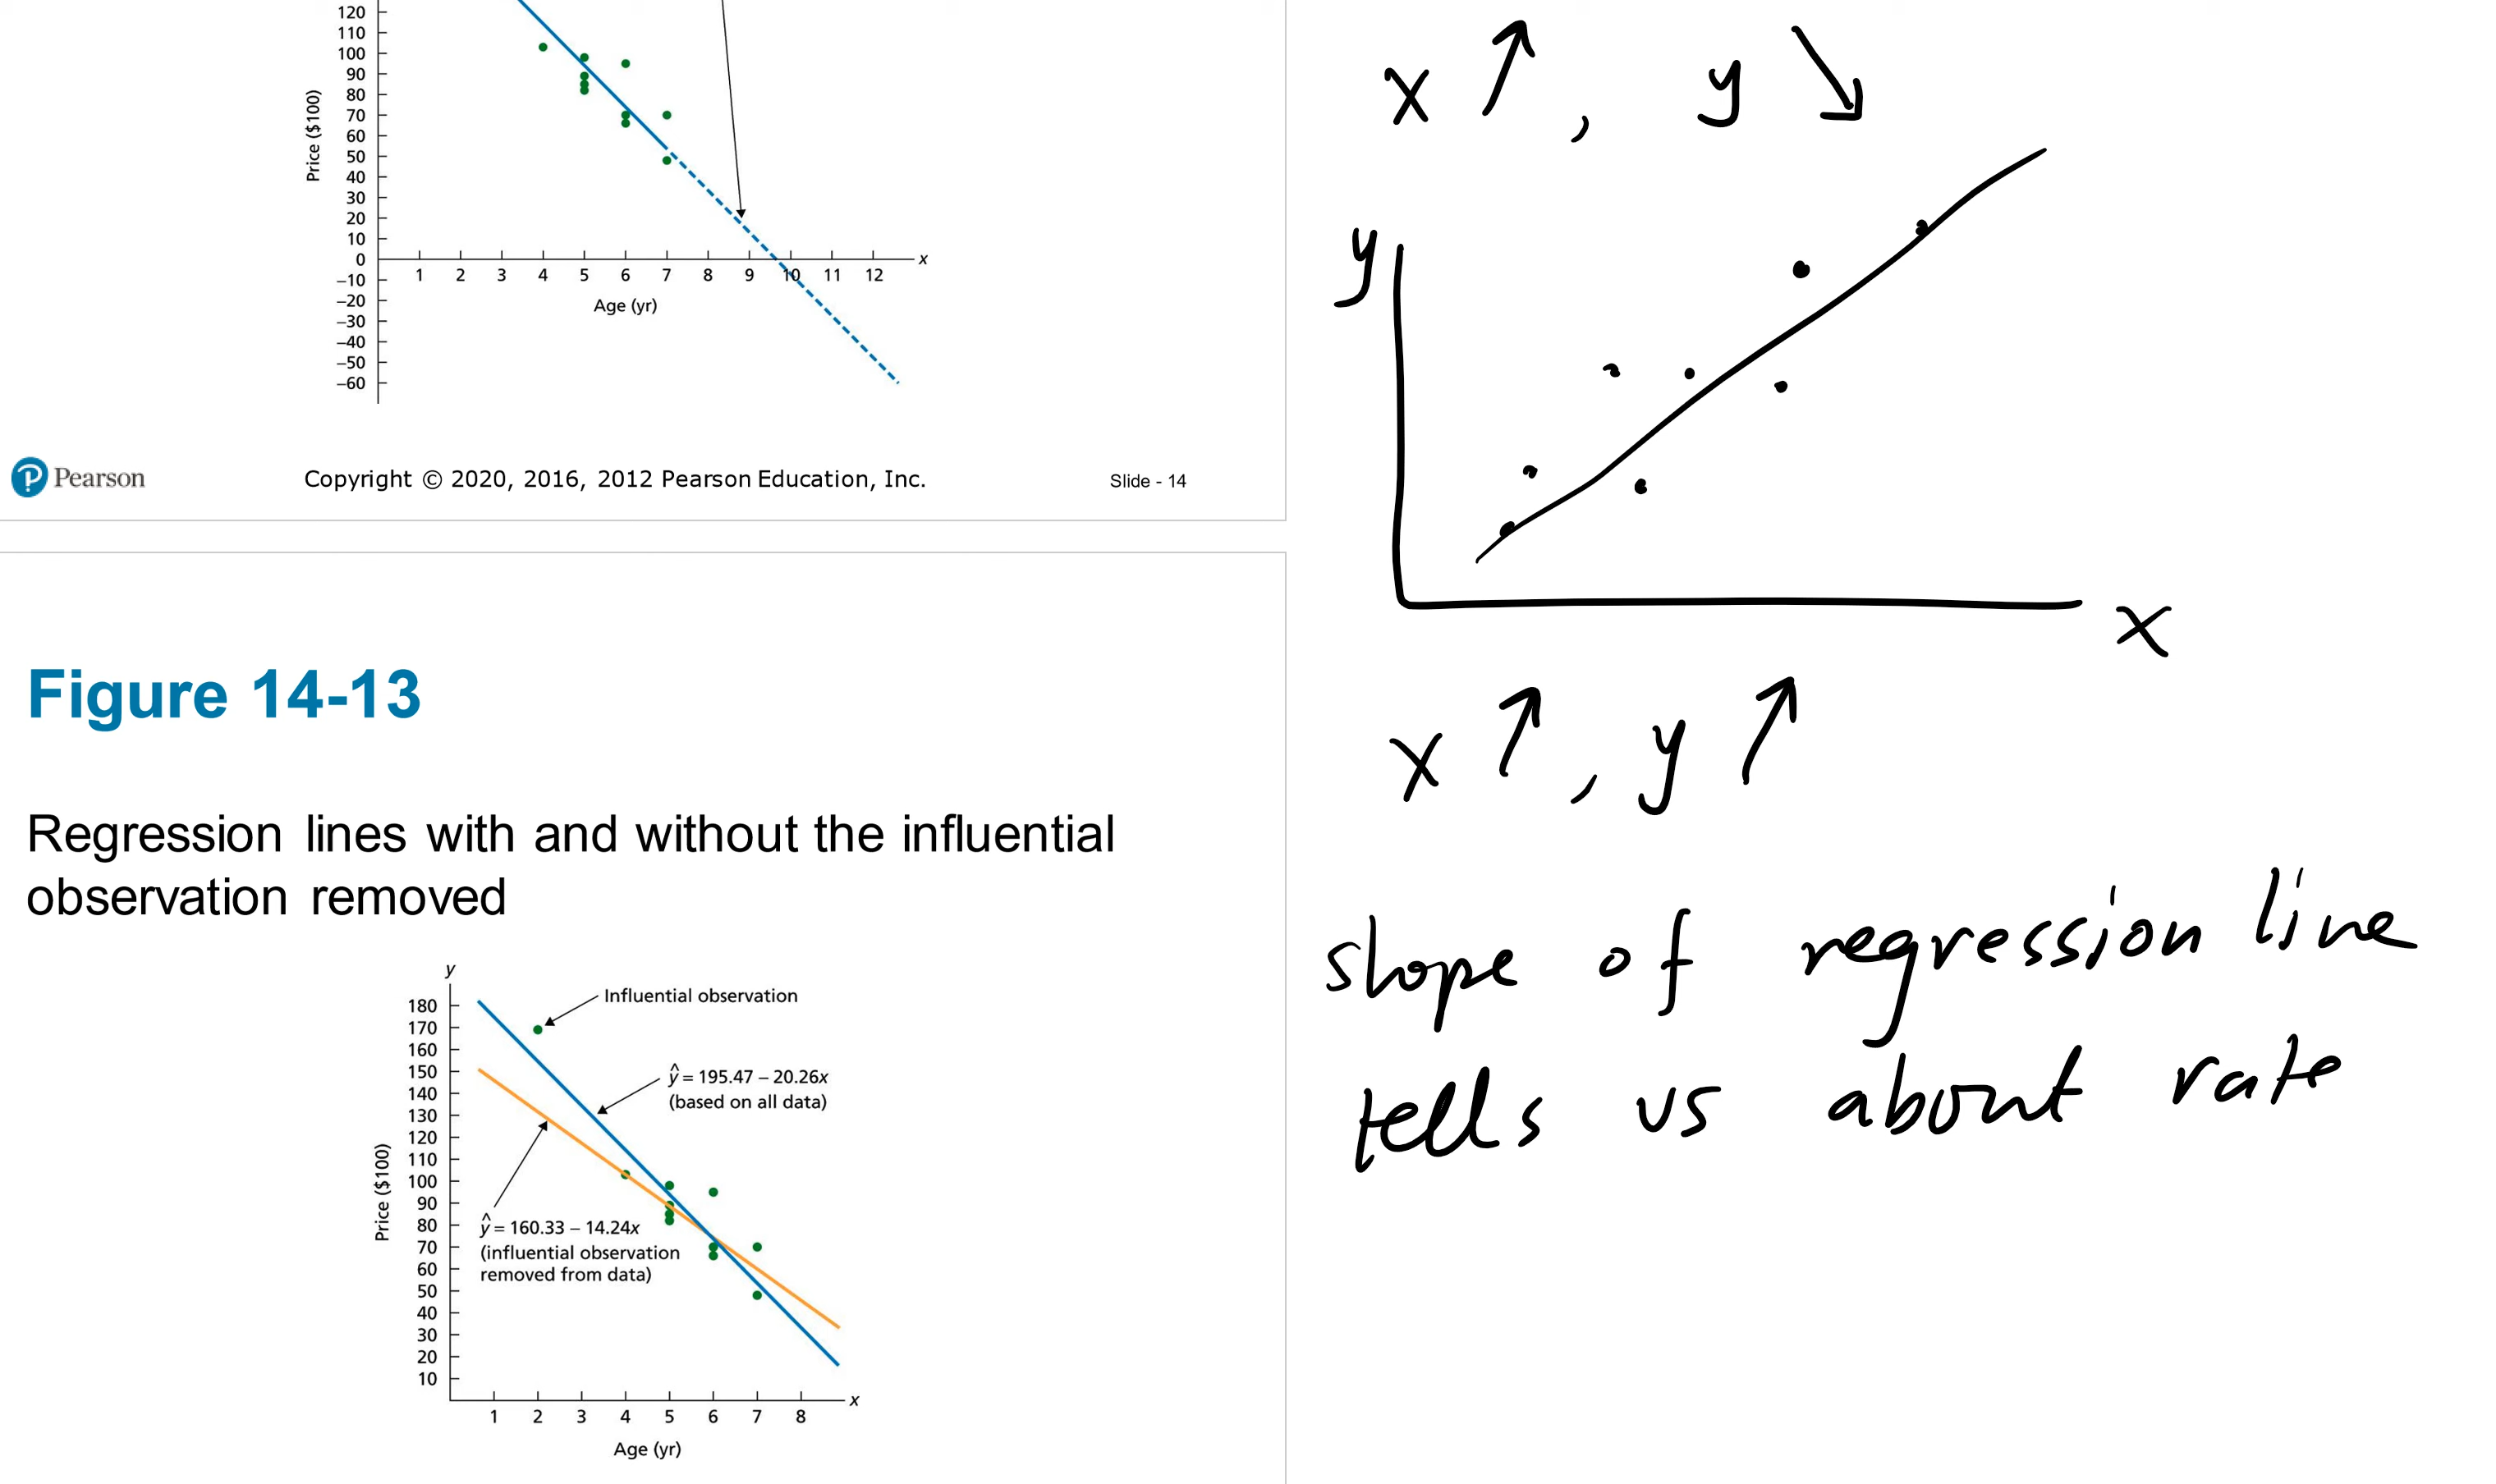 120
110
100
90
80
70
60
50
40
30
20
10
0
–10
–20
–30
–40
–50
–60
Price ($100)
1 2 3 4 5 6 7 8 9 10 11 12 x
Age (yr)
Pearson
Copyright © 2020, 2016, 2012 Pearson Education, Inc.
Slide - 14
Figure 14-13
Regression lines with and without the influential
observation removed
y
180
170
160
150
140
130
120
110
100
90
80
70
60
50
40
30
20
10
Price ($100)
Influential observation
ŷ = 195.47 – 20.26x
(based on all data)
ŷ = 160.33 – 14.24x
(influential observation
removed from data)
1 2 3 4 5 6 7 8 x
Age (yr)
x ↗ , y ↘
y
x
x ↗ , y ↗
slope of regression line
tells us about rate